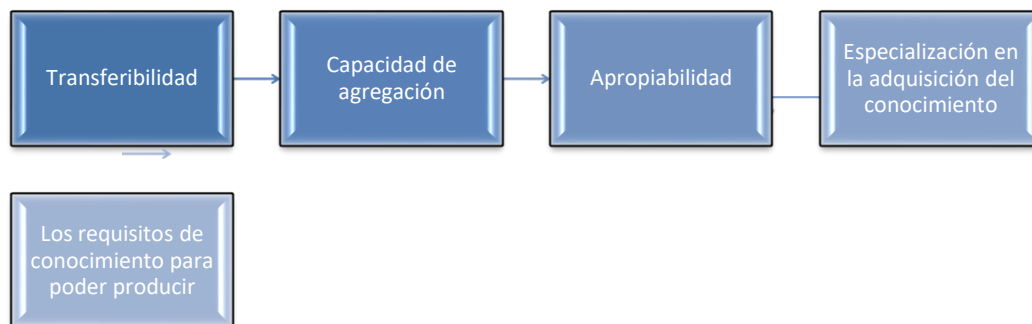 Transferibilidad
Capacidad de
agregación
Apropiabilidad
Especialización en
la adquisición del
conocimiento
Los requisitos de
conocimiento para
poder producir